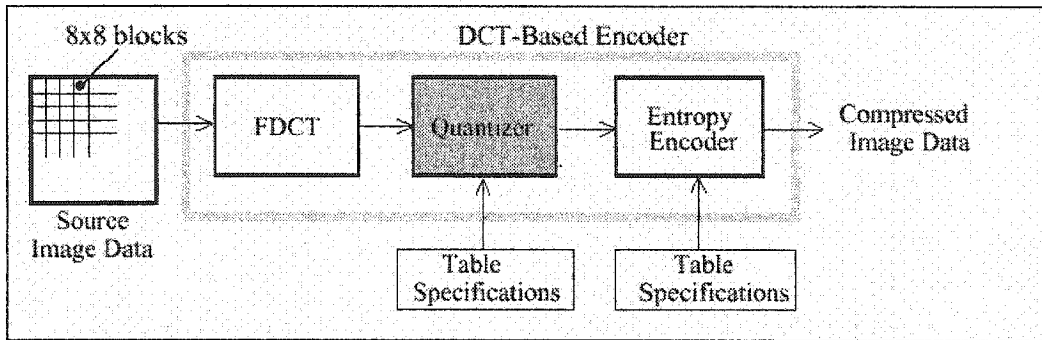 8x8 blocks
DCT-Based Encoder
FDCT
Quantizer
Entropy
Encoder
Compressed
Image Data
Source
Image Data
Table
Specifications
Table
Specifications